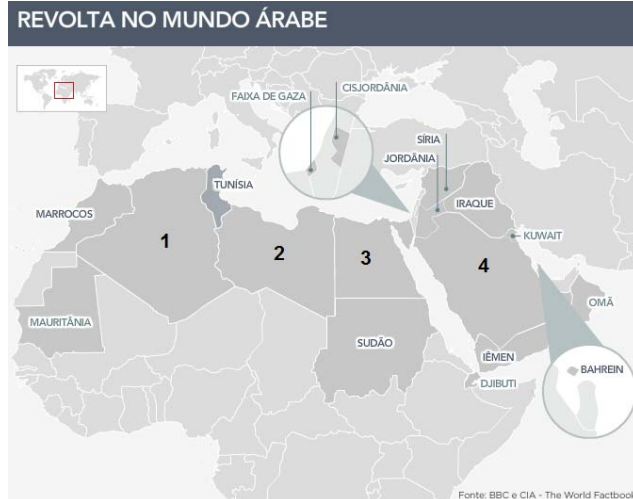 REVOLTA NO MUNDO ÁRABE
CISJORDÂNIA
FAIXA DE GAZA
SÍRIA
JORDÂNIA
TUNÍSIA
IRAQUE
MARROCOS
KUWAIT
1
2
3
4
OMÃ
MAURITÂNIA
SUDÃO
IÊMEN
BAHREIN
DJIBUTI
Fonte: BBC e CIA - The World Factbook